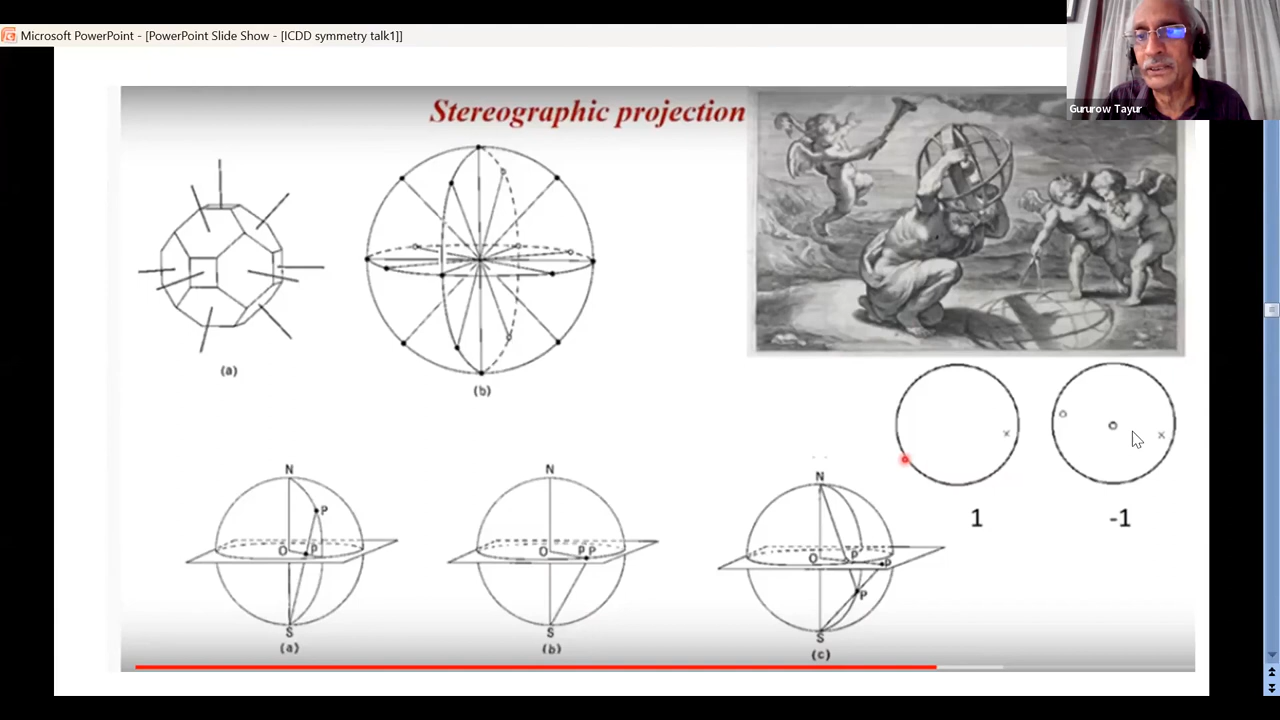 Microsoft PowerPoint - [PowerPoint Slide Show - [ICDD symmetry talk1]]
Gururow Tayur
Stereographic projection
(a)
(b)
1
-1
N
P
O
P
S
(a)
N
O
P P
S
(b)
N
O
P
P
P
S
(c)